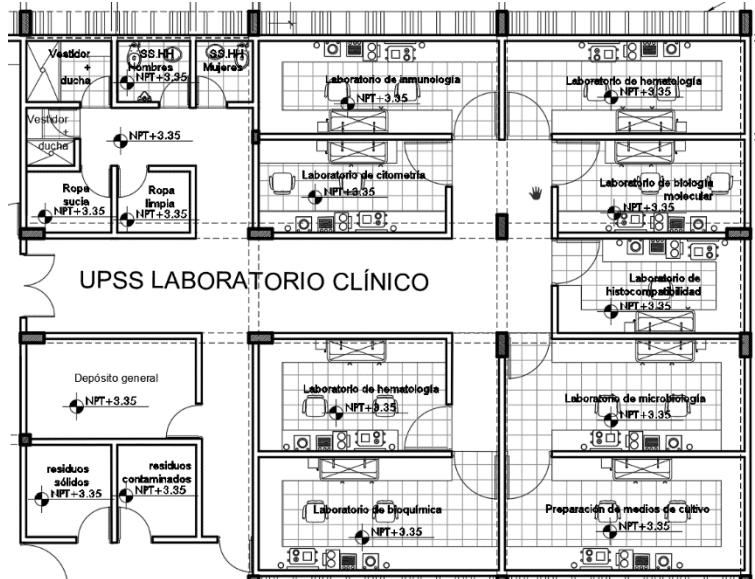 Vestidor
+
ducha
SS.HH
Hombres
NPT+3.35
SS.HH
Mujeres
Laboratorio de inmunología
NPT+3.35
Laboratorio de hematología
NPT+3.35
Vestidor
+
ducha
NPT+3.35
Ropa
sucia
NPT+3.35
Ropa
limpia
NPT+3.35
Laboratorio de citometría
NPT+3.35
Laboratorio de biología
molecular
NPT+3.35
UPSS LABORATORIO CLÍNICO
Laboratorio de
histocompatibilidad
NPT+3.35
Depósito general
NPT+3.35
Laboratorio de hematología
NPT+3.35
Laboratorio de microbiología
NPT+3.35
residuos
sólidos
NPT+3.35
residuos
contaminados
NPT+3.35
Laboratorio de bioquímica
NPT+3.35
Preparación de medios de cultivo
NPT+3.35